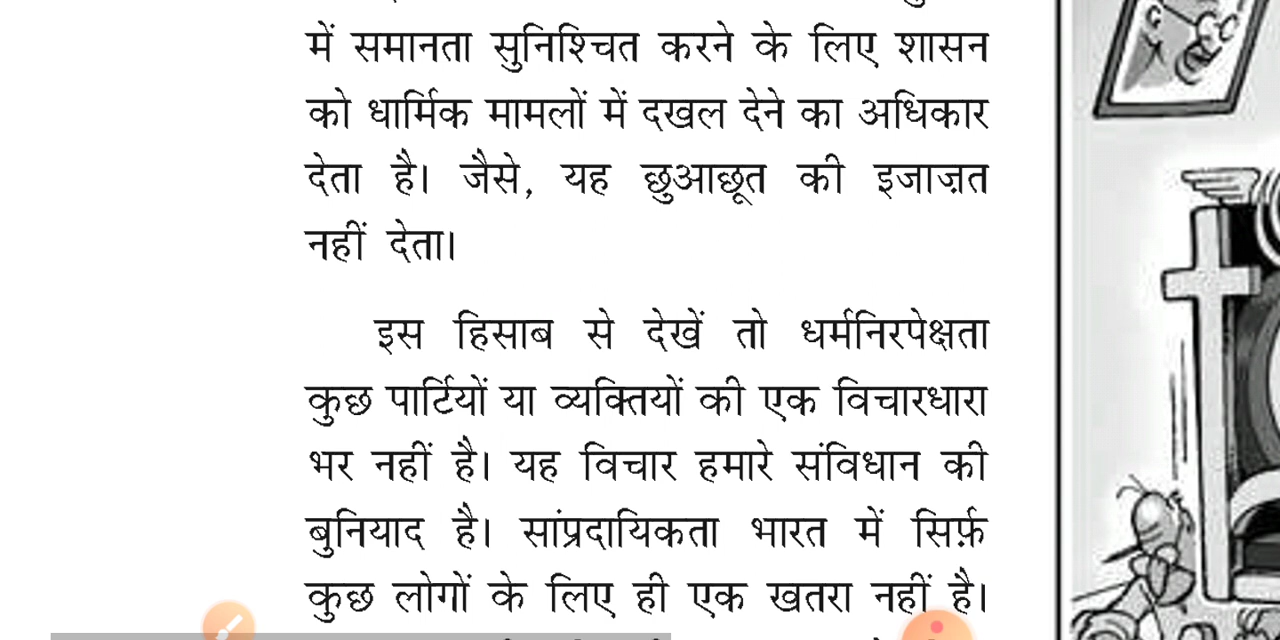 में समानता सुनिश्चित करने के लिए शासन
को धार्मिक मामलों में दखल देने का अधिकार
देता है। जैसे, यह छुआछूत की इजाज़त
नहीं देता।
इस हिसाब से देखें तो धर्मनिरपेक्षता
कुछ पार्टियों या व्यक्तियों की एक विचारधारा
भर नहीं है। यह विचार हमारे संविधान की
बुनियाद है। सांप्रदायिकता भारत में सिर्फ़
कुछ लोगों के लिए ही एक खतरा नहीं है।